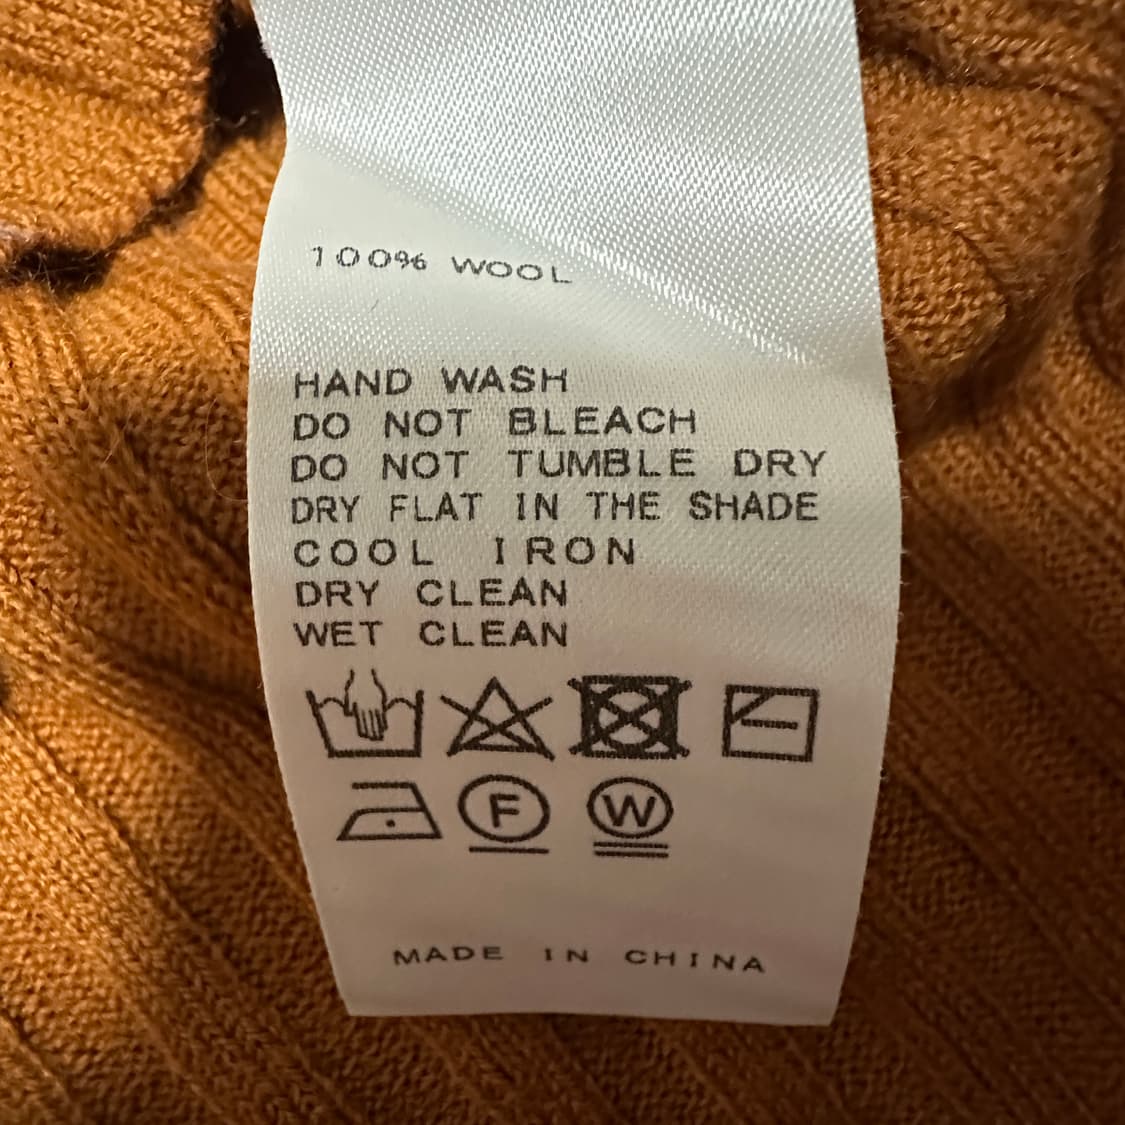 100% WOOL
HAND WASH
DO NOT BLEACH
DO NOT TUMBLE DRY
DRY FLAT IN THE SHADE
COOL IRON
DRY CLEAN
WET CLEAN
F W
MADE IN CHINA